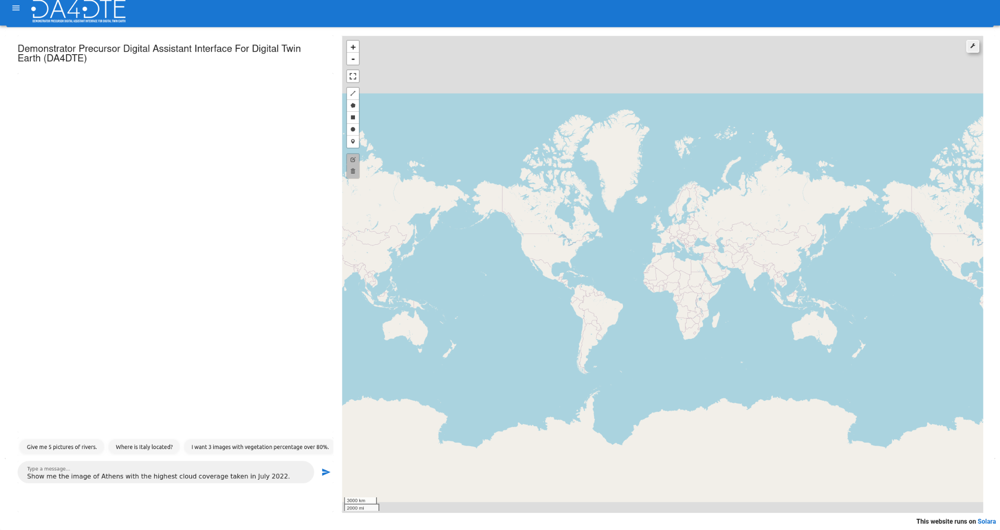 DA4DTE
DEMONSTRATOR PRECURSOR DIGITAL ASSISTANT INTERFACE FOR DIGITAL TWIN EARTH
Demonstrator Precursor Digital Assistant Interface For Digital Twin
Earth (DA4DTE)
+
-
Give me 5 pictures of rivers.
Where is Italy located?
I want 3 images with vegetation percentage over 80%.
Type a message...
Show me the image of Athens with the highest cloud coverage taken in July 2022.
3000 km
2000 mi
This website runs on Solara